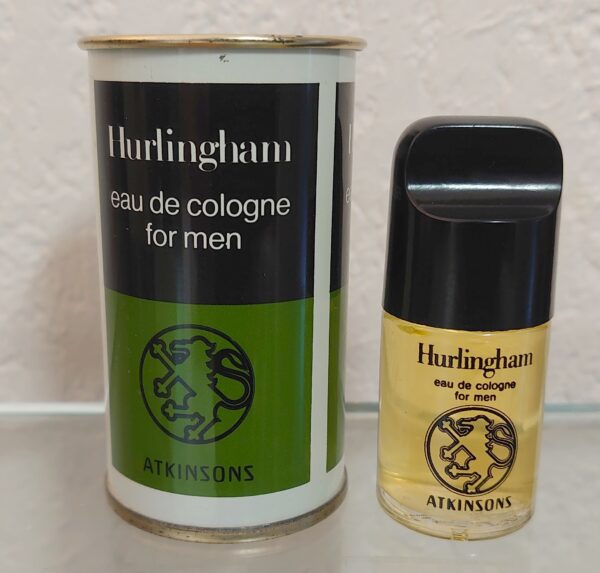 Hurlingham
eau de cologne
for men
ATKINSONS
Hurlingham
eau de cologne
for men
ATKINSONS